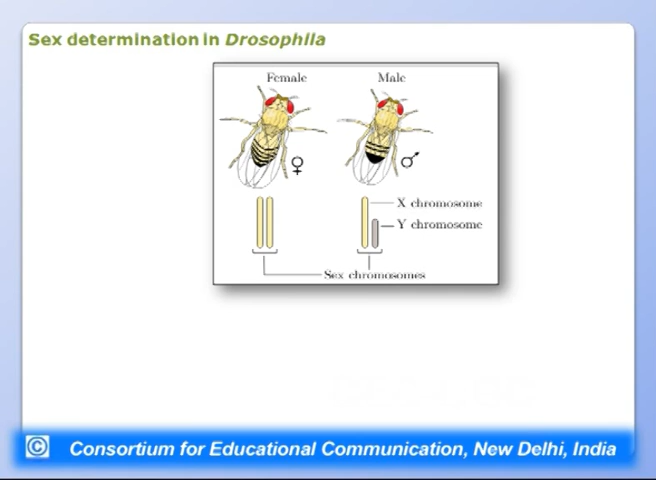 Sex determination in Drosophila
Female Male
♀ ♂
X chromosome
Y chromosome
Sex chromosomes
© Consortium for Educational Communication, New Delhi, India